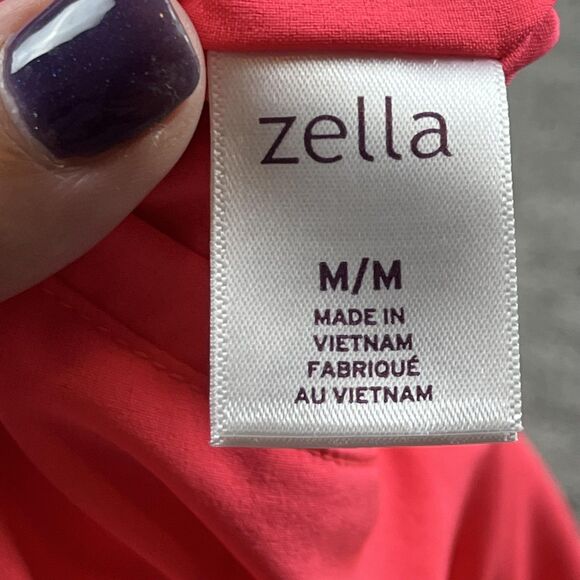 zella
M/M
MADE IN
VIETNAM
FABRIQUÉ
AU VIETNAM